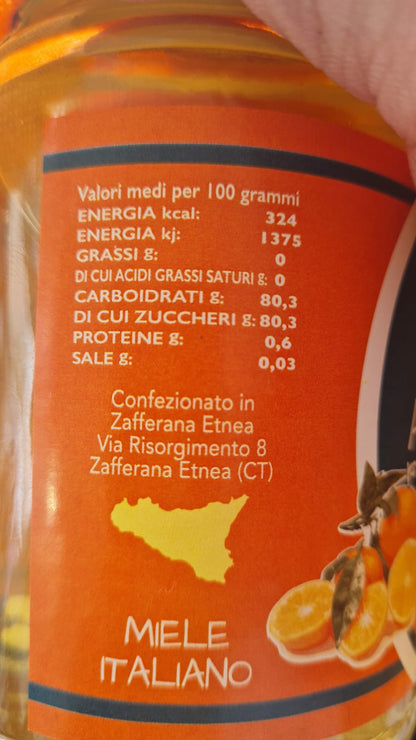 Valori medi per 100 grammi
ENERGIA kcal: 324
ENERGIA kj: 1375
GRASSI g: 0
DI CUI ACIDI GRASSI SATURI g: 0
CARBOIDRATI g: 80,3
DI CUI ZUCCHERI g: 80,3
PROTEINE g: 0,6
SALE g: 0,03
Confezionato in
Zafferana Etnea
Via Risorgimento 8
Zafferana Etnea (CT)
MIELE
ITALIANO